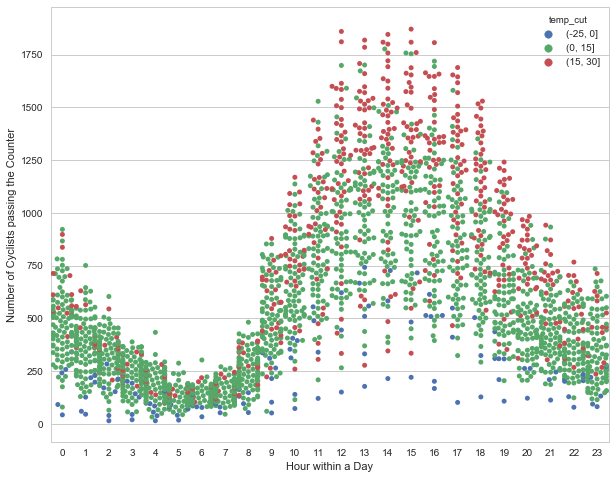 temp_cut
(-25, 0]
(0, 15]
(15, 30]
Number of Cyclists passing the Counter
1750
1500
1250
1000
750
500
250
0
0 1 2 3 4 5 6 7 8 9 10 11 12 13 14 15 16 17 18 19 20 21 22 23
Hour within a Day